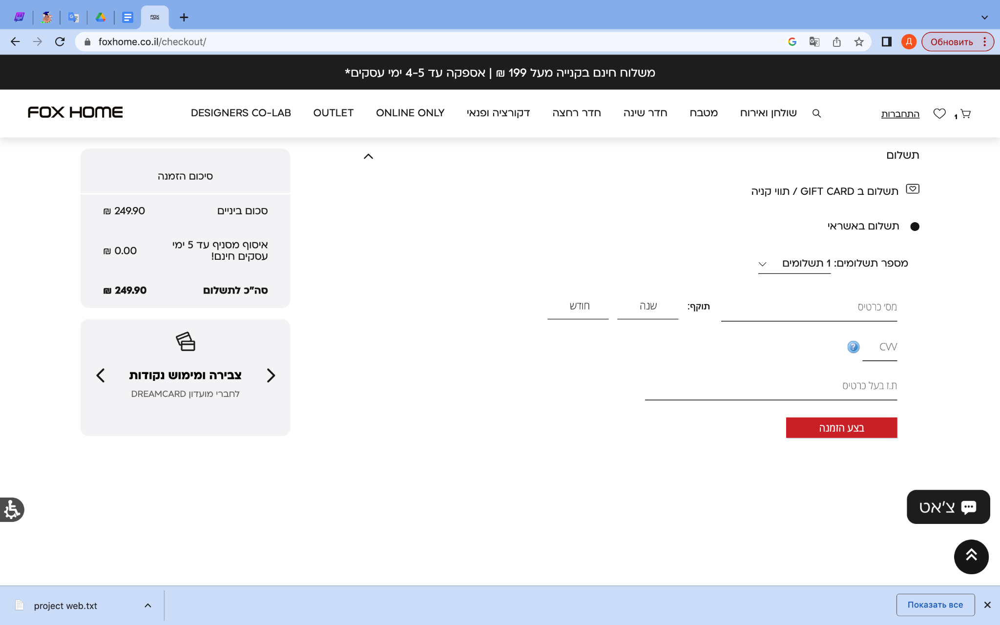 FOX HOME
foxhome.co.il/checkout/
Д
Обновить
משלוח חינם בקנייה מעל 199 ₪ | אספקה עד 4-5 ימי עסקים*
1
התחברות
שולחן ואירוח
מטבח
חדר שינה
חדר רחצה
דקורציה ופנאי
ONLINE ONLY
OUTLET
DESIGNERS CO-LAB
FOX HOME
תשלום
תשלום ב GIFT CARD / תווי קניה
תשלום באשראי
מספר תשלומים: 1 תשלומים
מס' כרטיס
תוקף:
שנה
חודש
CVV
?
ת.ז בעל כרטיס
בצע הזמנה
סיכום הזמנה
סכום ביניים
249.90 ₪
איסוף מסניף עד 5 ימי
עסקים חינם!
0.00 ₪
סה"כ לתשלום
249.90 ₪
צבירה ומימוש נקודות
לחברי מועדון DREAMCARD
צ'אט
project web.txt
Показать все